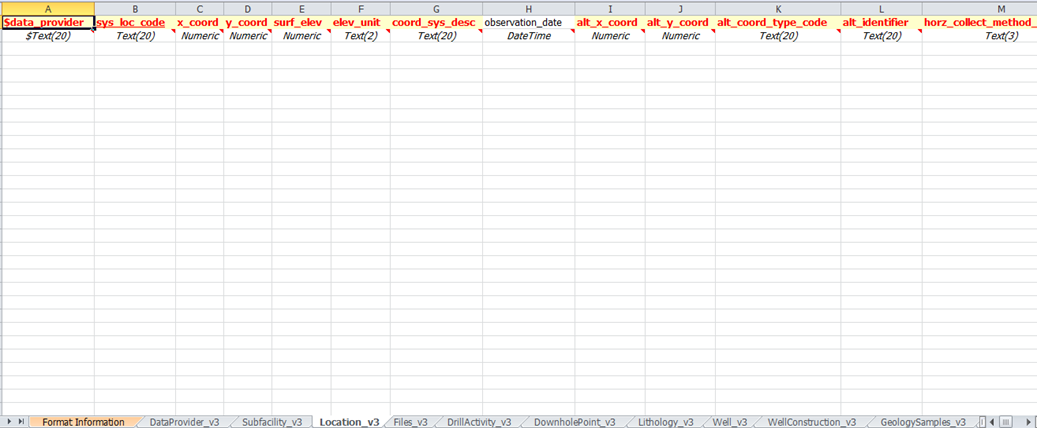 A B C D E F G H I J K L M
$data_provider sys_loc_code x_coord y_coord surf_elev elev_unit coord_sys_desc observation_date alt_x_coord alt_y_coord alt_coord_type_code alt_identifier horz_collect_method_
$Text(20) Text(20) Numeric Numeric Numeric Text(2) Text(20) DateTime Numeric Numeric Text(20) Text(20) Text(3)
Format Information DataProvider_v3 Subfacility_v3 Location_v3 Files_v3 DrillActivity_v3 DownholePoint_v3 Lithology_v3 Well_v3 WellConstruction_v3 GeologySamples_v3